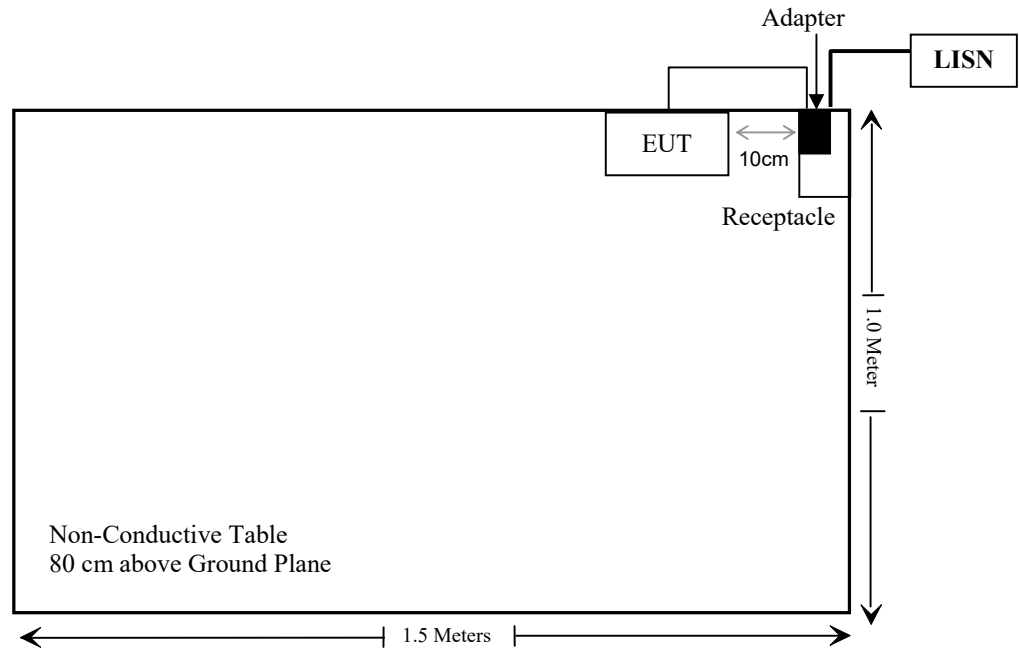 Adapter
LISN
EUT
10cm
Receptacle
1.0 Meter
Non-Conductive Table
80 cm above Ground Plane
1.5 Meters